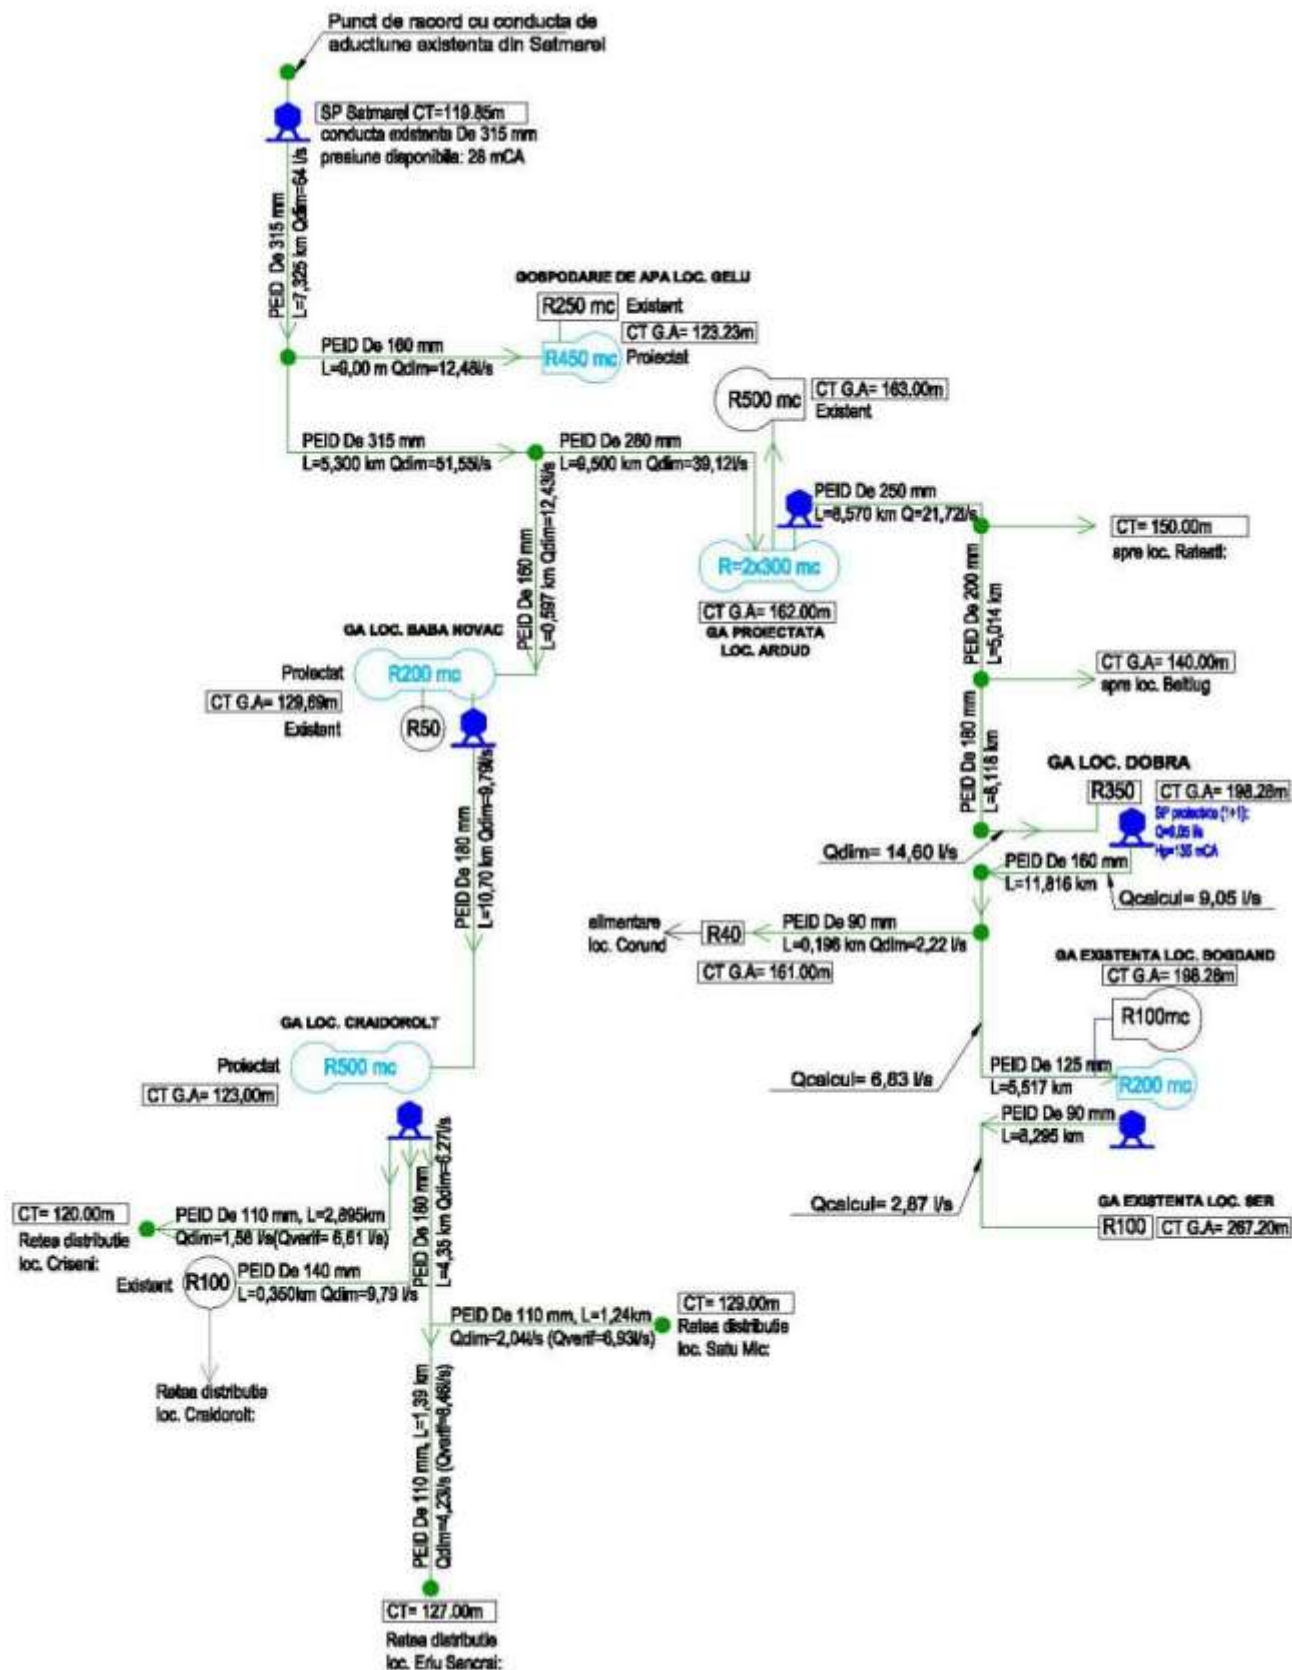 Punct de racord cu conducta de
aductiune existenta din Satmarel
SP Satmarel CT=119.85m
conducta existenta De 315 mm
presiune disponibila: 28 mCA
PEID De 315 mm
L=7,325 km Qdim=64 l/s
GOSPODARIE DE APA LOC. GELU
R250 mc Existent
CT G.A= 123.23m
R450 mc Proiectat
PEID De 160 mm
L=9,00 m Qdim=12,48l/s
R500 mc
CT G.A= 163.00m
Existent
PEID De 315 mm
L=5,300 km Qdim=51,55l/s
PEID De 280 mm
L=9,500 km Qdim=39,12l/s
PEID De 250 mm
L=8,570 km Q=21,72l/s
CT= 150.00m
spre loc. Ratesti:
R=2x300 mc
CT G.A= 162.00m
GA PROIECTATA
LOC. ARDUD
PEID De 160 mm
L=0,597 km Qdim=12,43l/s
PEID De 200 mm
L=5,014 km
GA LOC. BABA NOVAC
Proiectat
R200 mc
CT G.A= 129,69m
Existent
R50
CT G.A= 140.00m
spre loc. Beltiug
PEID De 180 mm
L=8,118 km
GA LOC. DOBRA
R350
CT G.A= 198.28m
SP proiectata (1+1):
Q=9,05 l/s
Hp=135 mCA
Qdim= 14,60 l/s
PEID De 160 mm
L=11,816 km
Qcalcul= 9,05 l/s
PEID De 180 mm
L=10,70 km Qdim=9,79l/s
alimentare
loc. Corund
R40
PEID De 90 mm
L=0,196 km Qdim=2,22 l/s
CT G.A= 161.00m
GA EXISTENTA LOC. BOGDAND
CT G.A= 198.28m
R100mc
GA LOC. CRAIDOROLT
Proiectat
R500 mc
CT G.A= 123,00m
Qcalcul= 6,83 l/s
PEID De 125 mm
L=5,517 km
R200 mc
PEID De 90 mm
L=8,295 km
Qcalcul= 2,87 l/s
GA EXISTENTA LOC. SER
R100
CT G.A= 267.20m
PEID De 180 mm
L=4,35 km Qdim=6.27l/s
CT= 120.00m
Retea distributie
loc. Criseni:
PEID De 110 mm, L=2,895km
Qdim=1,56 l/s(Qverif= 6,61 l/s)
Existent
R100
PEID De 140 mm
L=0,350km Qdim=9,79 l/s
Retea distributie
loc. Craidorolt:
PEID De 110 mm, L=1,24km
Qdim=2,04l/s (Qverif=6,93l/s)
CT= 129.00m
Retea distributie
loc. Satu Mic:
PEID De 110 mm, L=1,39 km
Qdim=4,23l/s (Qverif=8,46l/s)
CT= 127.00m
Retea distributie
loc. Eriu Sancrai: